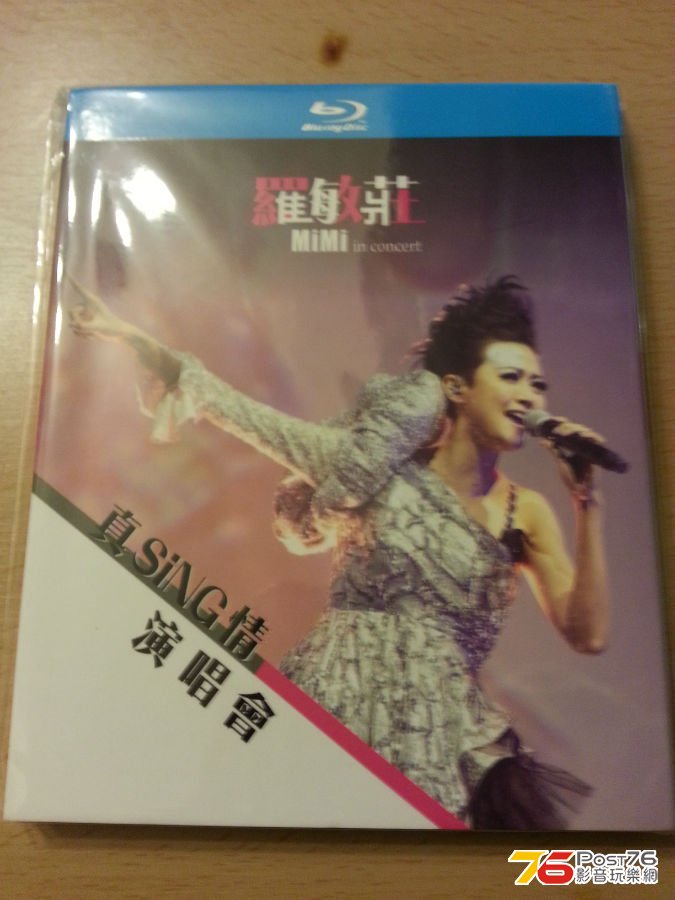 Blu-ray Disc
羅敏莊
MiMi in concert
真SiNG情
演唱會
76 Post76
影音玩樂網